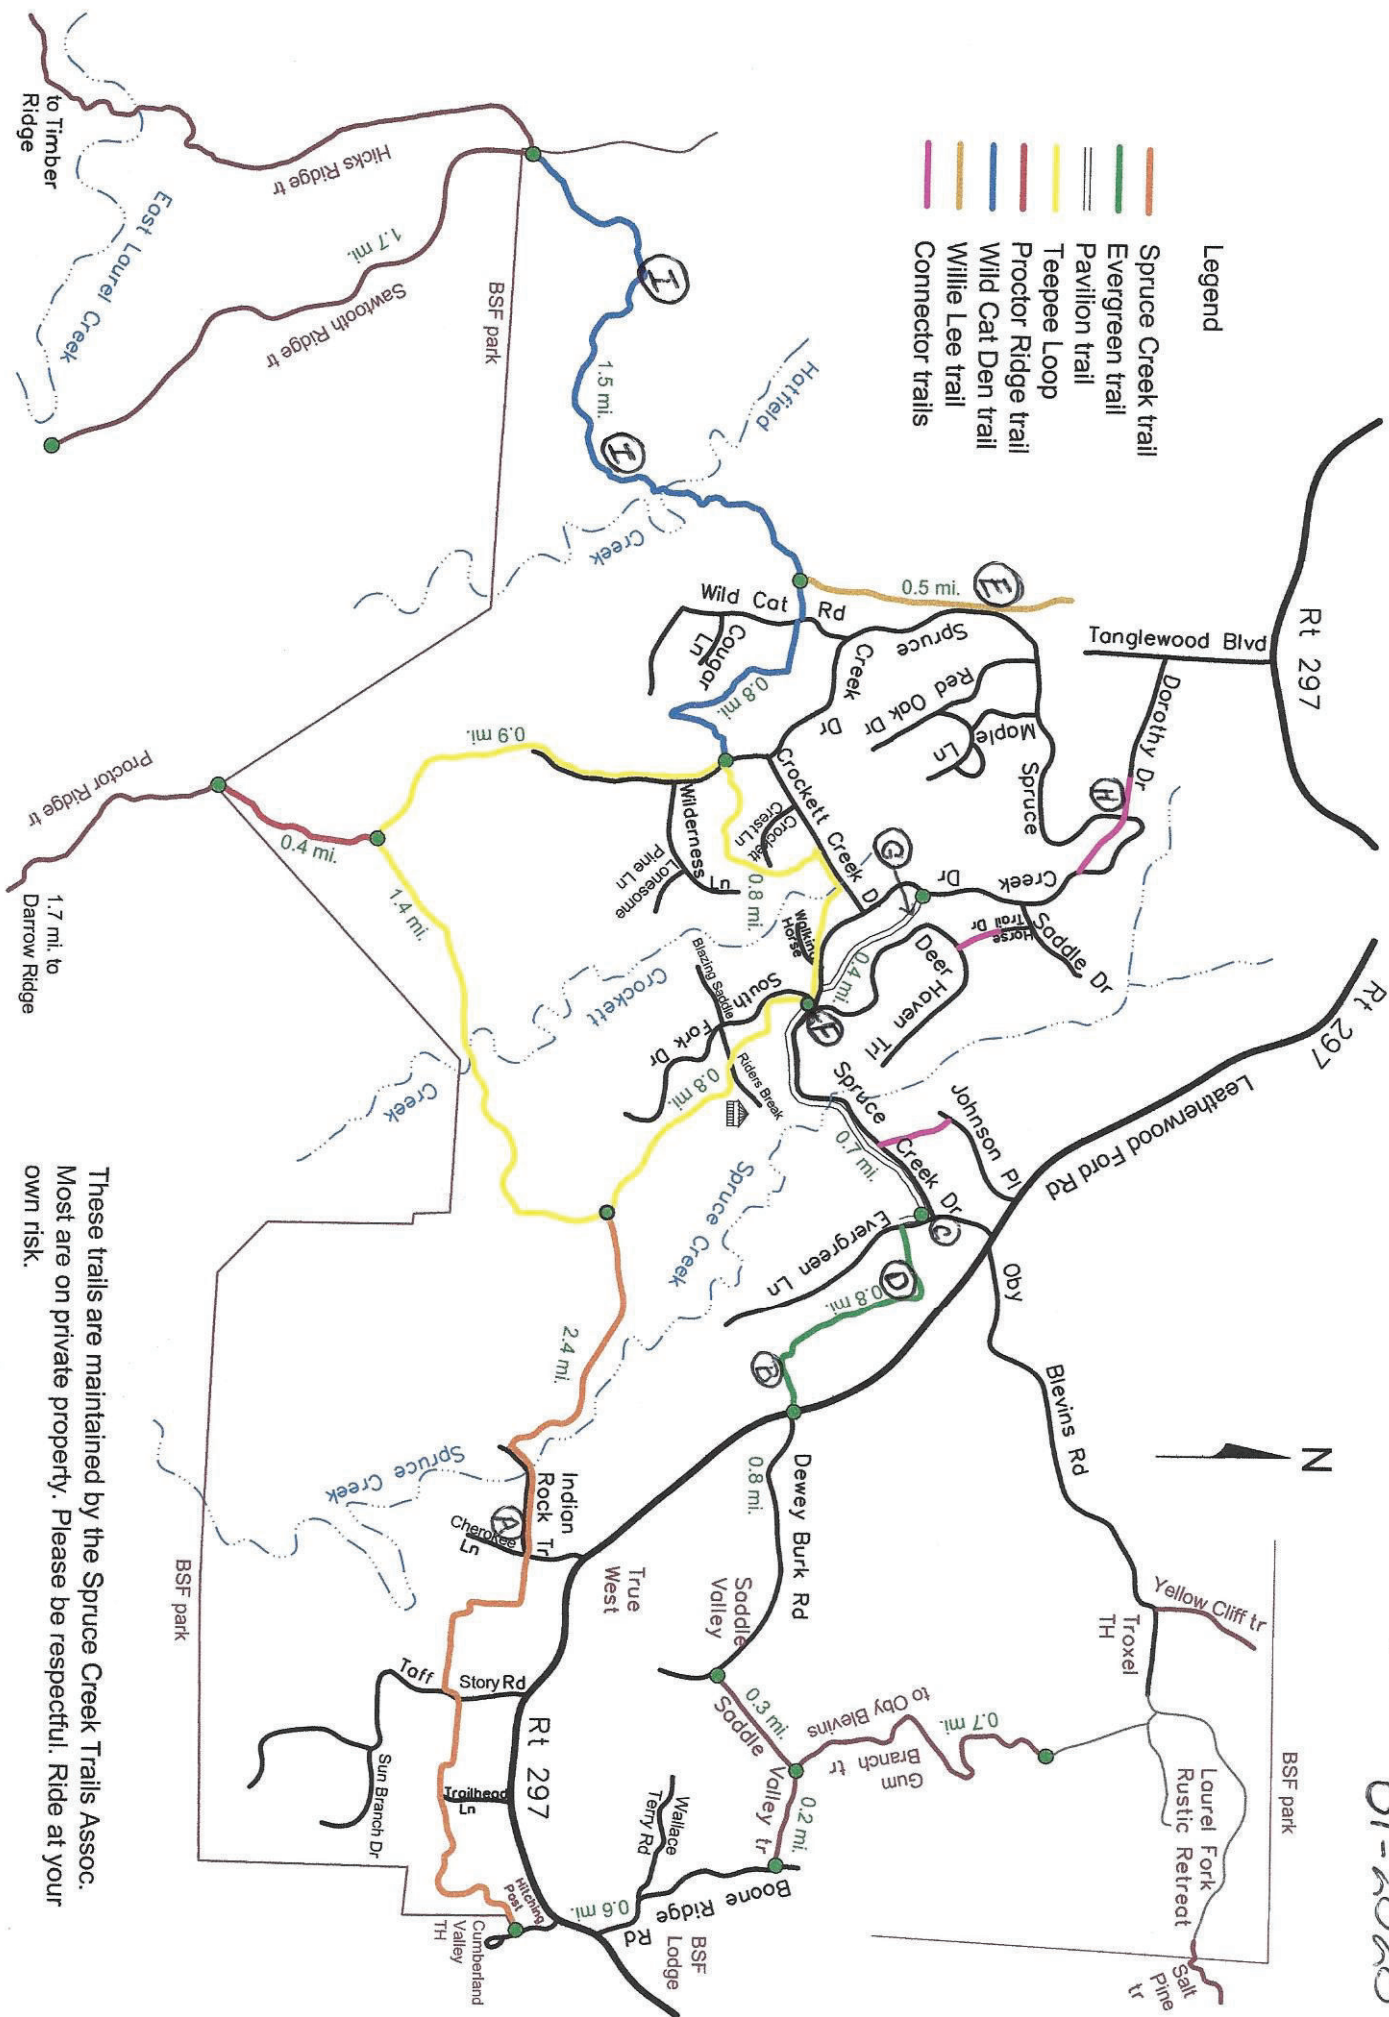 Legend
Spruce Creek trail
Evergreen trail
Pavilion trail
Teepee Loop
Proctor Ridge trail
Wild Cat Den trail
Willie Lee trail
Connector trails
Rt 297
Tanglewood Blvd
Dorothy Dr
H
Spruce
Creek
Dr
Maple
Ln
Red Oak Dr
Spruce
Creek
Dr
E
0.5 mi.
Wild Cat Rd
Cougar
Ln
0.8 mi.
Hatfield
Creek
I
1.5 mi.
I
BSF park
Hicks Ridge tr
1.7 mi.
Sawtooth Ridge tr
East Laurel Creek
to Timber
Ridge
Rt 297
Leatherwood Ford Rd
Saddle Dr
Horse
Trail Dr
Deer
Haven Trl
G
0.4 mi.
Crockett Creek D
Crockett
Crest Ln
0.8 mi.
Walking
Horse
Wilderness
Ln
Lonesome
Pine Ln
0.9 mi.
F
South
Fork Dr
Blazing Saddle
Riders Break
0.8 mi.
Crockett
Creek
1.4 mi.
0.4 mi.
Proctor Ridge tr
1.7 mi. to
Darrow Ridge
Spruce
Creek Dr
0.7 mi.
Johnson Pl
C
Evergreen Ln
D
0.8 mi.
B
Spruce Creek
Oby
Blevins Rd
N
Dewey Burk Rd
0.8 mi.
2.4 mi.
Spruce Creek
Indian
Rock Tr
A
Cherokee
Ln
True
West
Saddle
Valley
0.3 mi.
Saddle
Valley tr
0.2 mi.
to Oby Blevins
Gum
Branch tr
0.7 mi.
Yellow Cliff tr
Troxel
TH
Laurel Fork
Rustic Retreat
BSF park
Salt
Pine
tr
Boone Ridge
Rd
Wallace
Terry Rd
0.6 mi.
BSF
Lodge
Rt 297
Taff
Story Rd
Sun Branch Dr
Trailhead
Ln
Hitching
Post
Cumberland
Valley
TH
BSF park
These trails are maintained by the Spruce Creek Trails Assoc.
Most are on private property. Please be respectful. Ride at your
own risk.